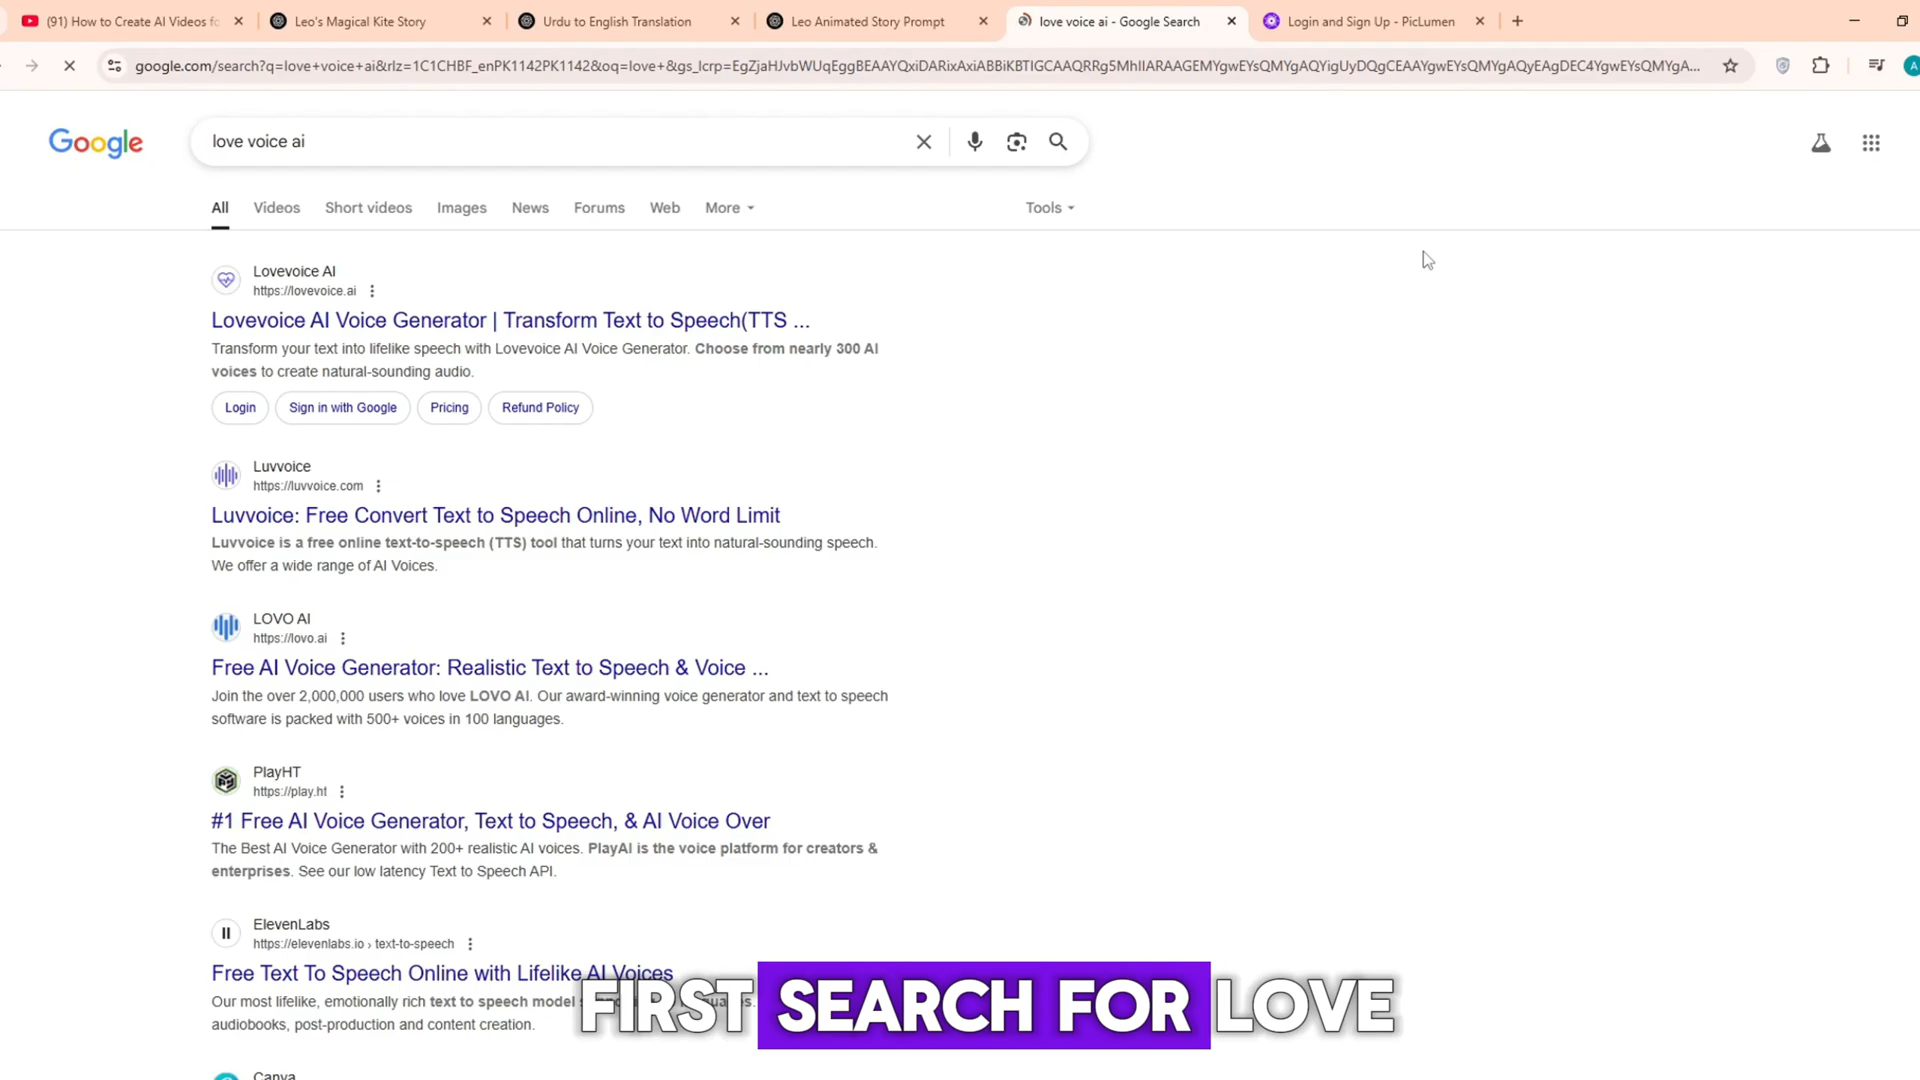 (91) How to Create AI Videos fo
Leo's Magical Kite Story
Urdu to English Translation
Leo Animated Story Prompt
love voice ai - Google Search
Login and Sign Up - PicLumen
google.com/search?q=love+voice+ai&rlz=1C1CHBF_enPK1142PK1142&oq=love+&gs_lcrp=EgZjaHJvbWUqEggBEAAYQxiDARixAxiABBiKBTIGCAAQRRg5MhIIARAAGEMYgwEYsQMYgAQYigUyDQgCEAAYgwEYsQMYgAQyEAgDEC4YgwEYsQMYgA...
A
Google
love voice ai
All
Videos
Short videos
Images
News
Forums
Web
More
Tools
Lovevoice AI
https://lovevoice.ai
Lovevoice AI Voice Generator | Transform Text to Speech(TTS ...
Transform your text into lifelike speech with Lovevoice AI Voice Generator. Choose from nearly 300 AI
voices to create natural-sounding audio.
Login
Sign in with Google
Pricing
Refund Policy
Luvvoice
https://luvvoice.com
Luvvoice: Free Convert Text to Speech Online, No Word Limit
Luvvoice is a free online text-to-speech (TTS) tool that turns your text into natural-sounding speech.
We offer a wide range of AI Voices.
LOVO AI
https://lovo.ai
Free AI Voice Generator: Realistic Text to Speech & Voice ...
Join the over 2,000,000 users who love LOVO AI. Our award-winning voice generator and text to speech
software is packed with 500+ voices in 100 languages.
PlayHT
https://play.ht
#1 Free AI Voice Generator, Text to Speech, & AI Voice Over
The Best AI Voice Generator with 200+ realistic AI voices. PlayAI is the voice platform for creators &
enterprises. See our low latency Text to Speech API.
ElevenLabs
https://elevenlabs.io › text-to-speech
Free Text To Speech Online with Lifelike AI Voices
Our most lifelike, emotionally rich text to speech model
audiobooks, post-production and content creation.
FIRST SEARCH FOR LOVE
Canva